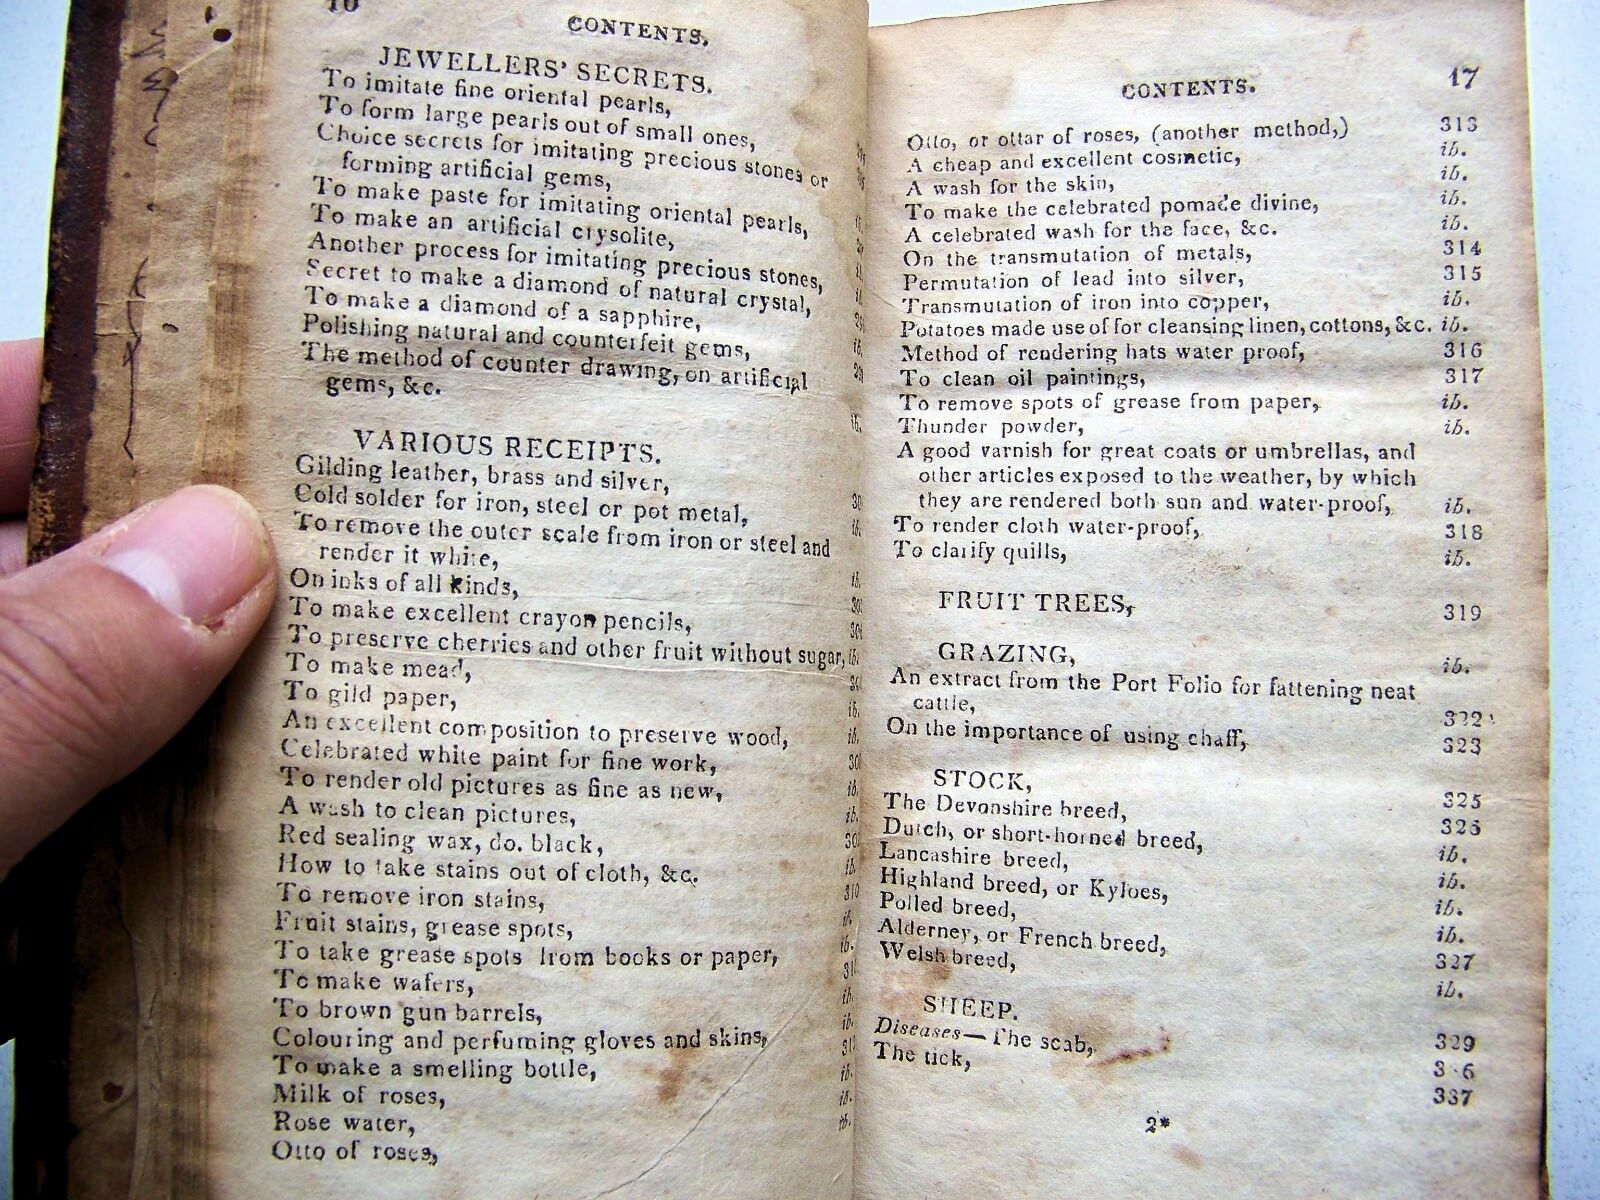 CONTENTS.
JEWELLERS' SECRETS.
To imitate fine oriental pearls,
To form large pearls out of small ones,
Choice secrets for imitating precious stones or
forming artificial gems,
To make paste for imitating oriental pearls,
To make an artificial crysolite,
Another process for imitating precious stones,
Secret to make a diamond of natural crystal,
To make a diamond of a sapphire,
Polishing natural and counterfeit gems,
The method of counter drawing, on artificial
gems, &c. ib.
VARIOUS RECEIPTS.
Gilding leather, brass and silver,
Cold solder for iron, steel or pot metal, ib.
To remove the outer scale from iron or steel and
render it white, ib.
On inks of all kinds,
To make excellent crayon pencils,
To preserve cherries and other fruit without sugar, ib.
To make mead,
To gild paper, ib.
An excellent composition to preserve wood, ib.
Celebrated white paint for fine work,
To render old pictures as fine as new, ib.
A wash to clean pictures, ib.
Red sealing wax, do. black,
How to take stains out of cloth, &c. ib.
To remove iron stains, 310
Fruit stains, grease spots, ib.
To take grease spots from books or paper, ib.
To make wafers,
To brown gun barrels, ib.
Colouring and perfuming gloves and skins, ib.
To make a smelling bottle,
Milk of roses, ib.
Rose water, ib.
Otto of roses, ib.
CONTENTS. 17
Otto, or ottar of roses, (another method,) 313
A cheap and excellent cosmetic, ib.
A wash for the skin, ib.
To make the celebrated pomade divine, ib.
A celebrated wash for the face, &c. ib.
On the transmutation of metals, 314
Permutation of lead into silver, 315
Transmutation of iron into copper, ib.
Potatoes made use of for cleansing linen, cottons, &c. ib.
Method of rendering hats water proof, 316
To clean oil paintings, 317
To remove spots of grease from paper, ib.
Thunder powder, ib.
A good varnish for great coats or umbrellas, and
other articles exposed to the weather, by which
they are rendered both sun and water-proof, ib.
To render cloth water-proof, 318
To clarify quills, ib.
FRUIT TREES, 319
GRAZING, ib.
An extract from the Port Folio for fattening neat
cattle, 322
On the importance of using chaff, 323
STOCK, 325
The Devonshire breed, 326
Dutch, or short-horned breed, ib.
Lancashire breed, ib.
Highland breed, or Kyloes, ib.
Polled breed, ib.
Alderney, or French breed, 327
Welsh breed, ib.
SHEEP. 329
Diseases—The scab,
The tick, 337
2*